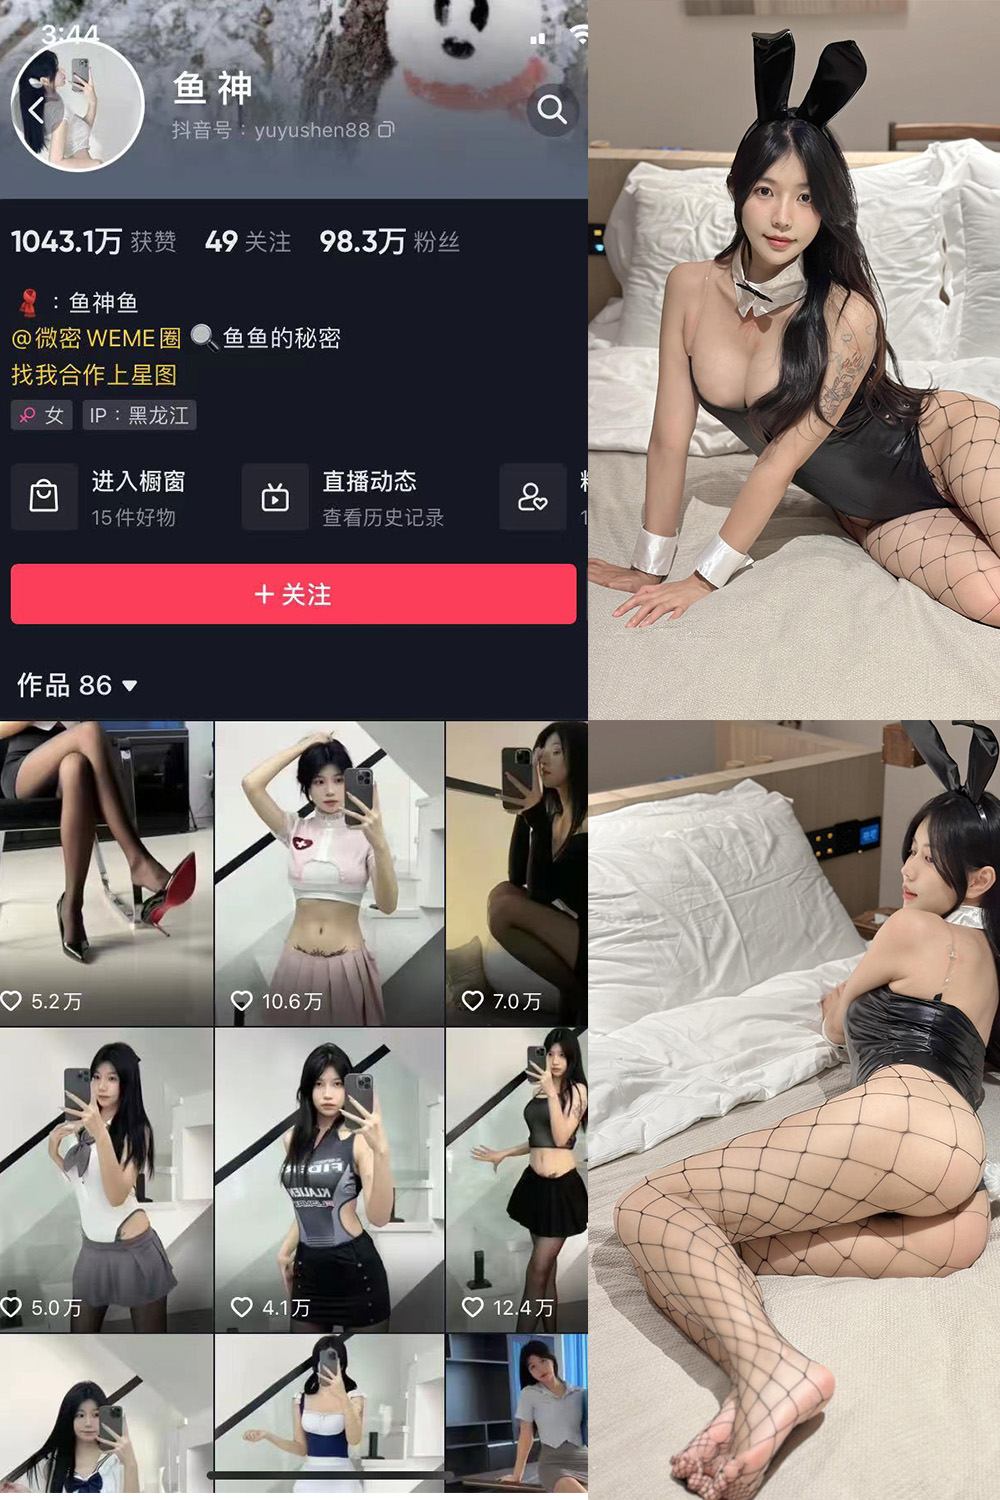 3:44
鱼 神
抖音号：yuyushen88
1043.1万 获赞 49 关注 98.3万 粉丝
：鱼神鱼
@微密 WEME圈 鱼鱼的秘密
找我合作上星图
女 IP：黑龙江
进入橱窗
15件好物
直播动态
查看历史记录
+ 关注
作品 86
5.2万
10.6万
7.0万
5.0万
4.1万
12.4万